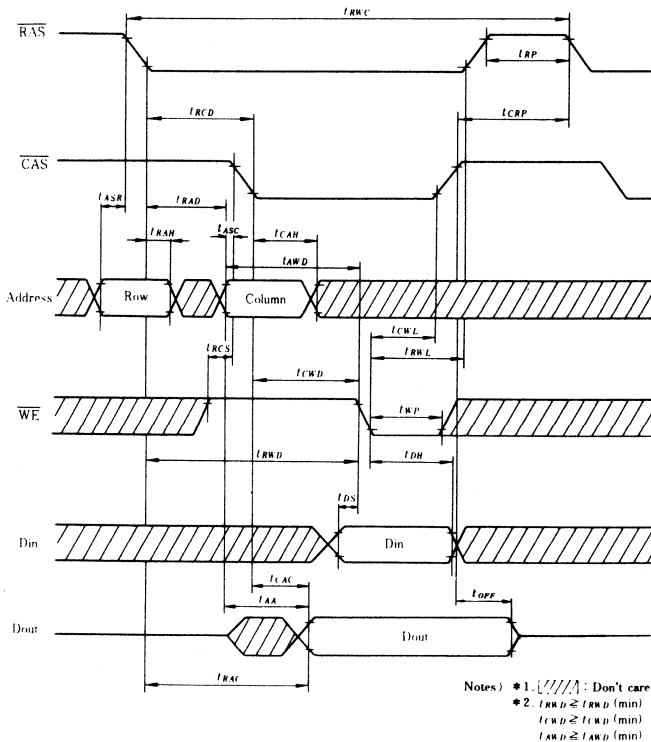 tRWC
RAS
tRP
tRCD
tCRP
CAS
tASR
tRAD
tRAH
tASC
tCAH
tAWD
Address
Row
Column
tCWL
tRCS
tRWL
tCWD
WE
tWP
tRWD
tDH
tDS
Din
Din
tCAC
tAA
tOFF
Dout
Dout
tRAC
Notes) *1. : Don't care
*2. tRWD ≧ tRWD (min)
tCWD ≧ tCWD (min)
tAWD ≧ tAWD (min)